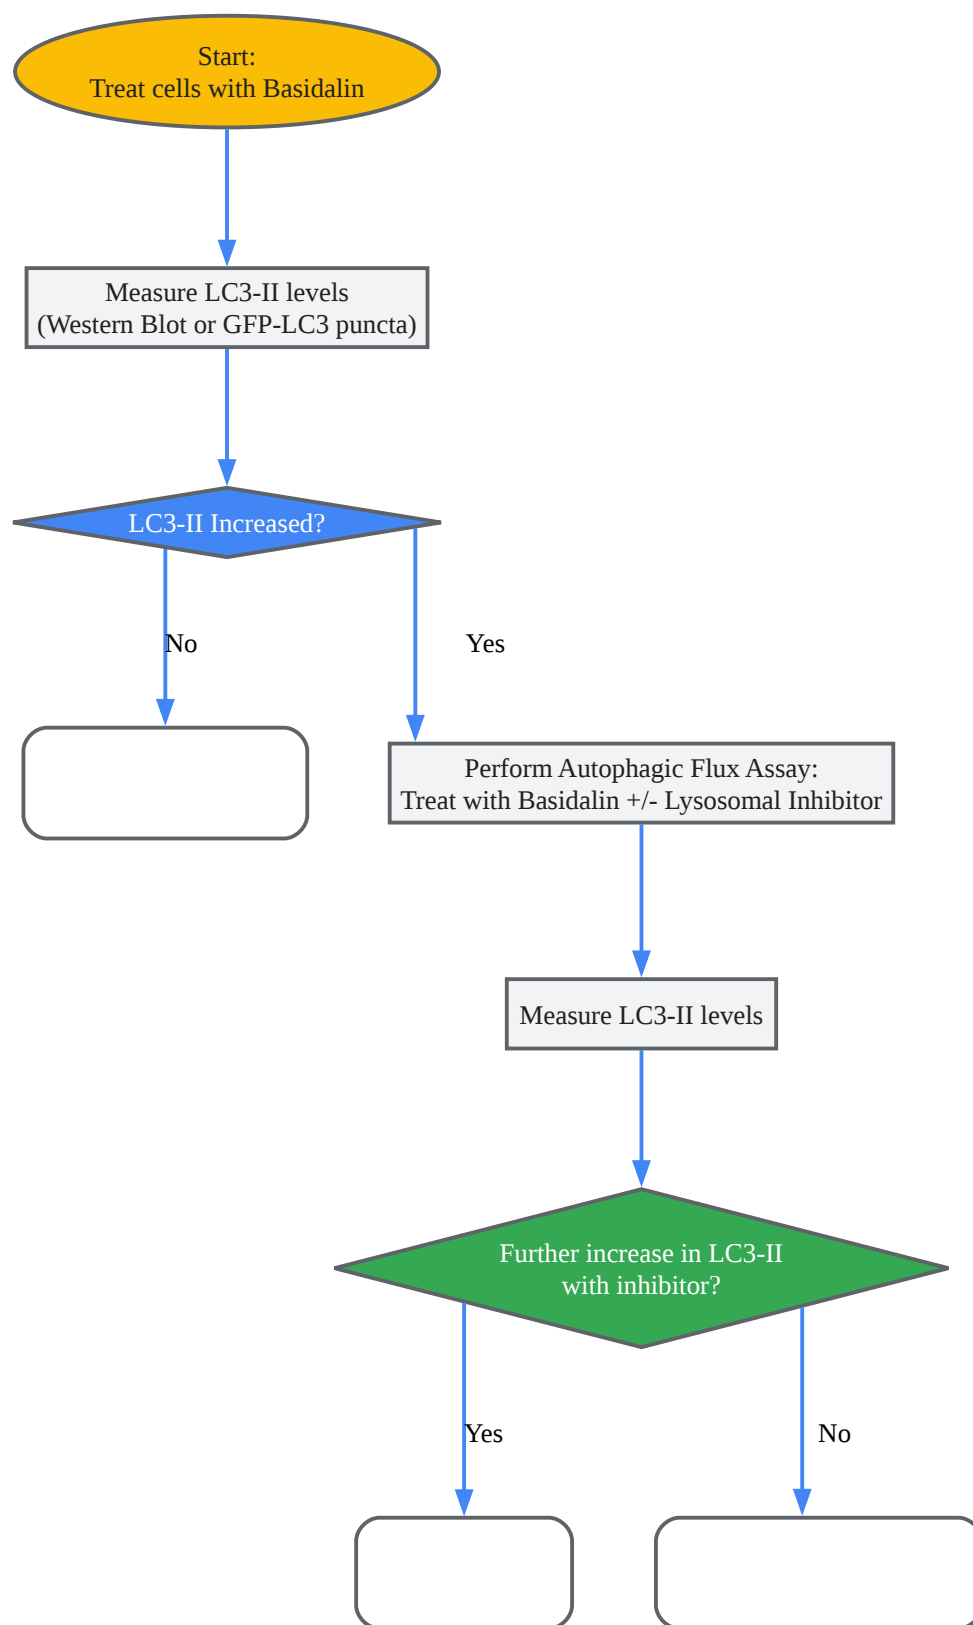 Start:
Treat cells with Basidalin
Measure LC3-II levels
(Western Blot or GFP-LC3 puncta)
LC3-II Increased?
No
Yes
Perform Autophagic Flux Assay:
Treat with Basidalin +/- Lysosomal Inhibitor
Measure LC3-II levels
Further increase in LC3-II
with inhibitor?
Yes
No